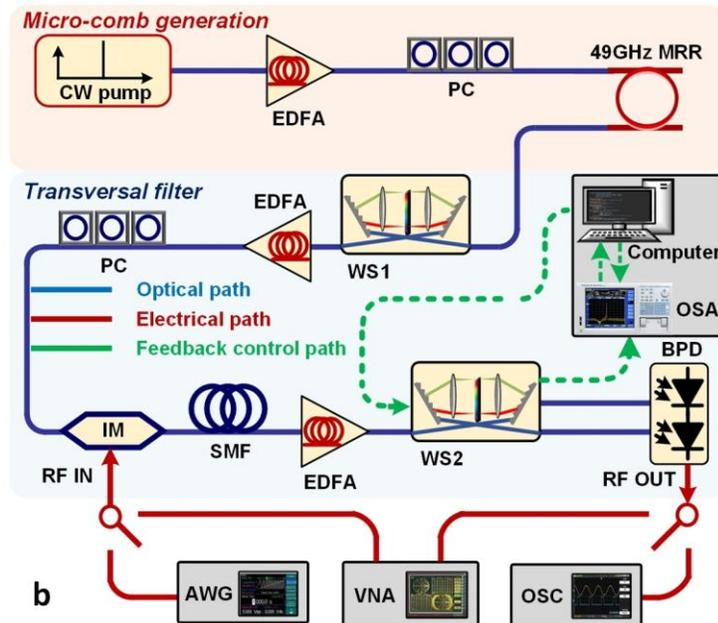 Micro-comb generation
CW pump
EDFA
PC
49GHz MRR
Transversal filter
PC
EDFA
WS1
Computer
OSA
Optical path
Electrical path
Feedback control path
BPD
IM
SMF
EDFA
WS2
RF IN
RF OUT
b
AWG
VNA
OSC